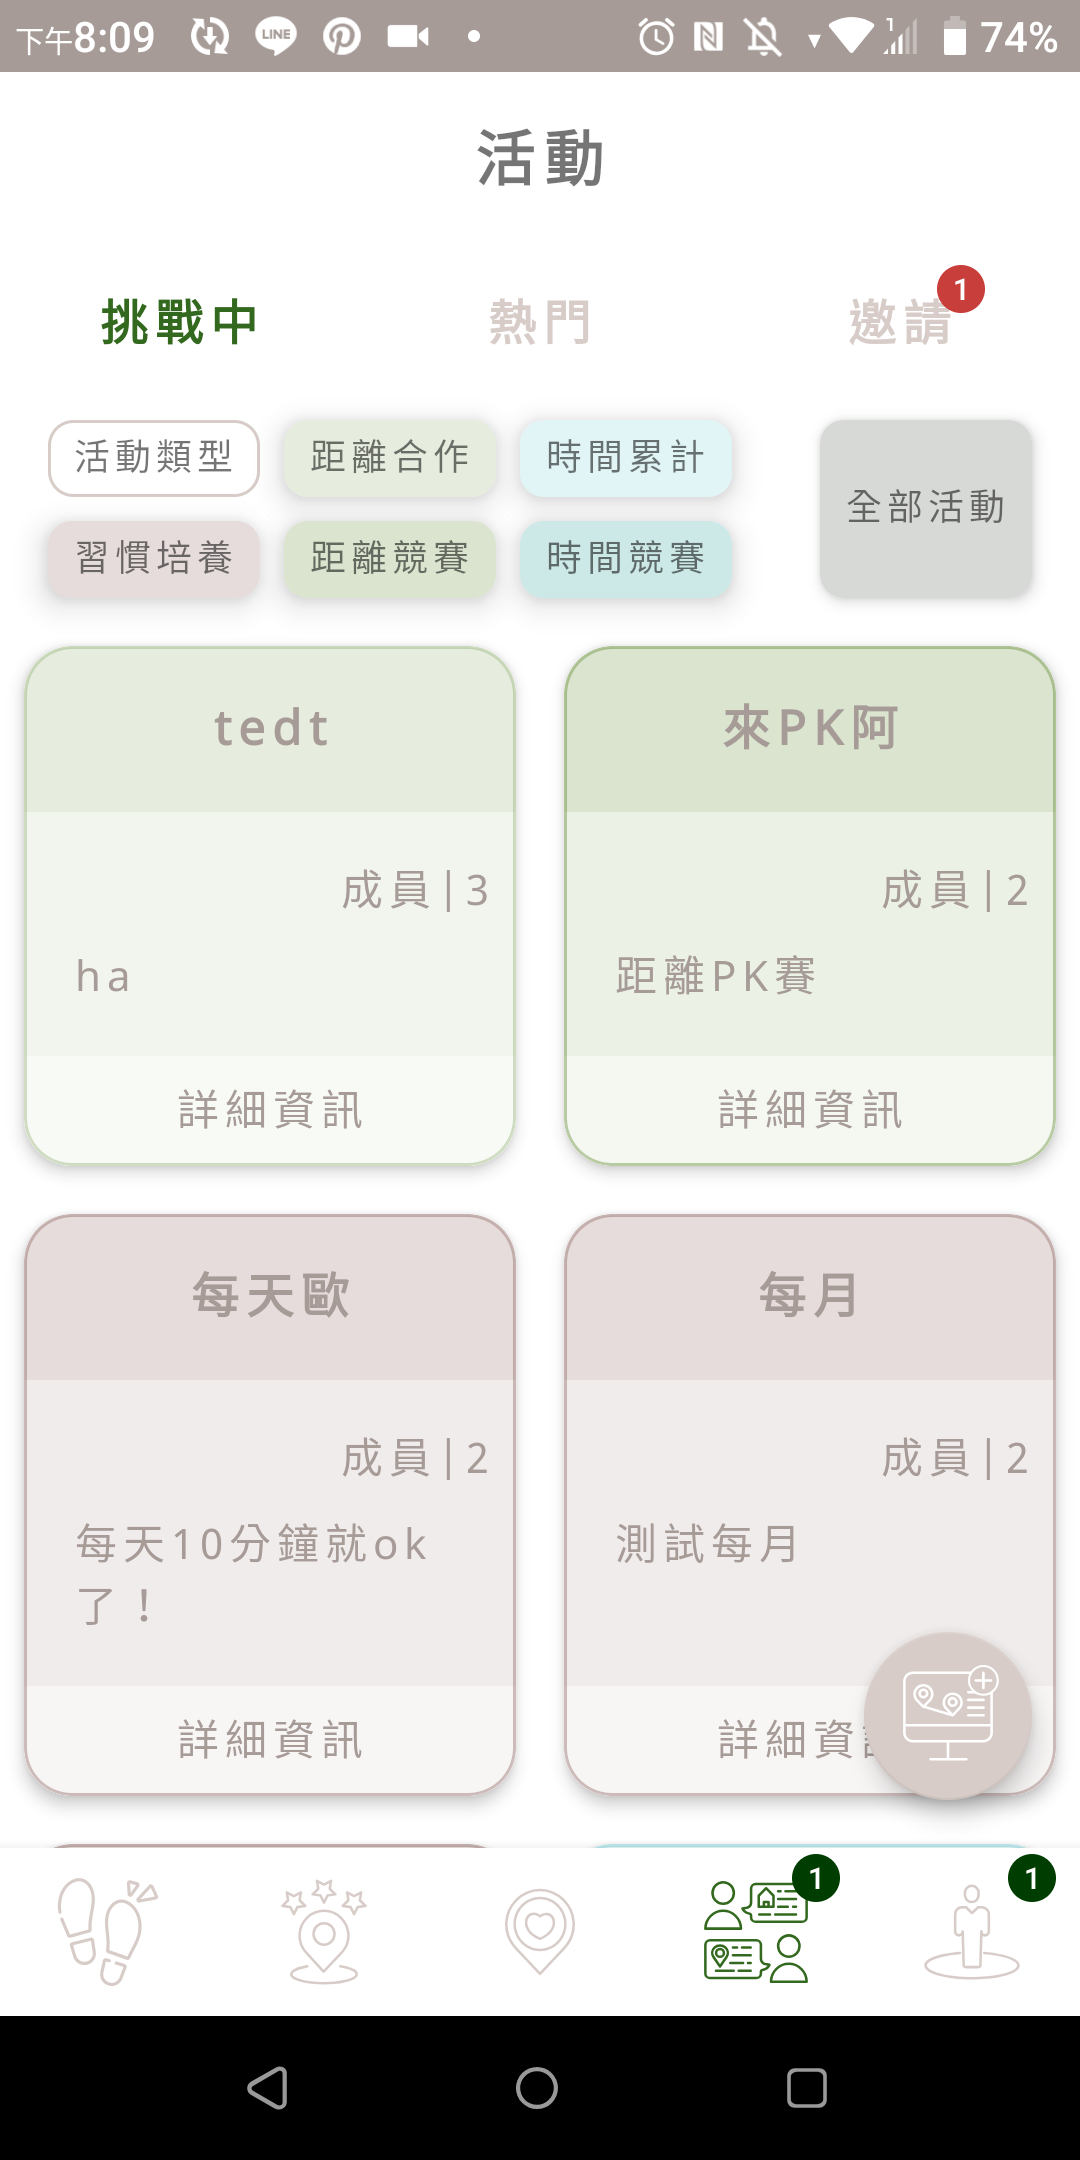 下午8:09
LINE
1
74%
活動
挑戰中
熱門
邀請
1
活動類型
距離合作
時間累計
全部活動
習慣培養
距離競賽
時間競賽
tedt
成員|3
ha
詳細資訊
來PK阿
成員|2
距離PK賽
詳細資訊
每天歐
成員|2
每天10分鐘就ok
了！
詳細資訊
每月
成員|2
測試每月
詳細資訊
1
1